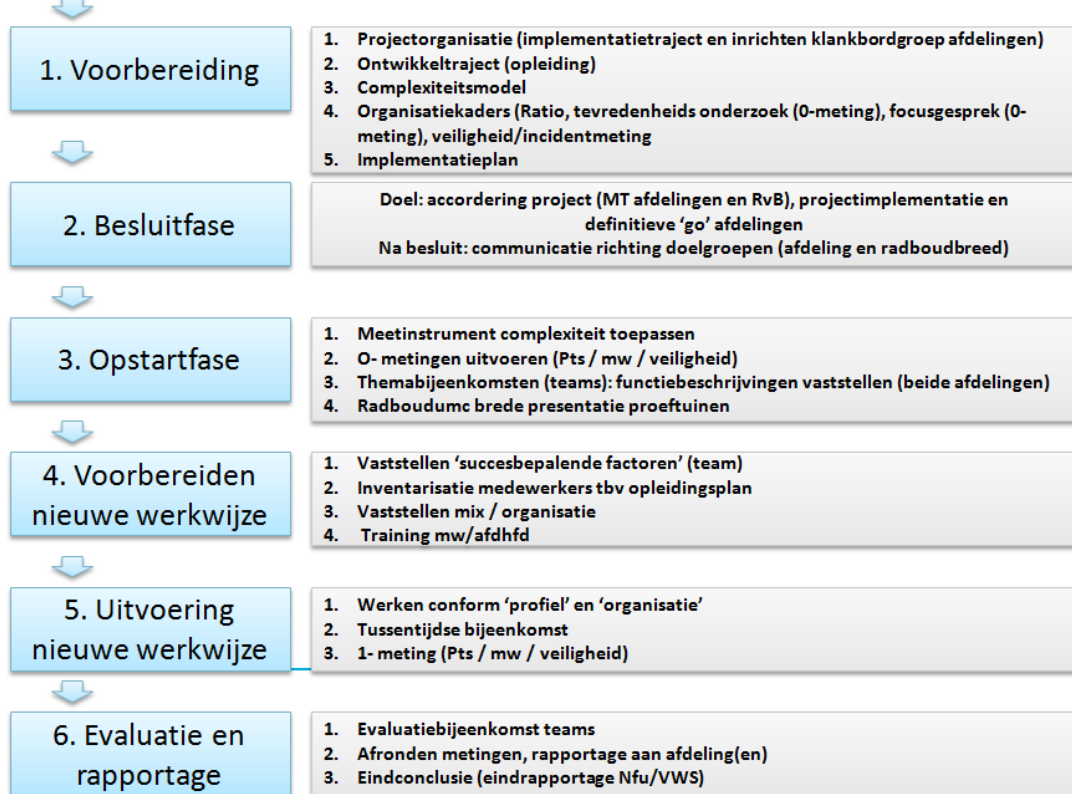 1. Voorbereiding
1. Projectorganisatie (implementatietraject en inrichten klankbordgroep afdelingen)
2. Ontwikkeltraject (opleiding)
3. Complexiteitsmodel
4. Organisatiekaders (Ratio, tevredenheids onderzoek (0-meting), focusgesprek (0-
meting), veiligheid/incidentmeting
5. Implementatieplan
2. Besluitfase
Doel: accordering project (MT afdelingen en RvB), projectimplementatie en
definitieve ‘go’ afdelingen
Na besluit: communicatie richting doelgroepen (afdeling en radboudbreed)
3. Opstartfase
1. Meetinstrument complexiteit toepassen
2. O- metingen uitvoeren (Pts / mw / veiligheid)
3. Themabijeenkomsten (teams): functiebeschrijvingen vaststellen (beide afdelingen)
4. Radboudumc brede presentatie proeftuinen
4. Voorbereiden
nieuwe werkwijze
1. Vaststellen ‘succesbepalende factoren’ (team)
2. Inventarisatie medewerkers tbv opleidingsplan
3. Vaststellen mix / organisatie
4. Training mw/afdhfd
5. Uitvoering
nieuwe werkwijze
1. Werken conform ‘profiel’ en ‘organisatie’
2. Tussentijdse bijeenkomst
3. 1- meting (Pts / mw / veiligheid)
6. Evaluatie en
rapportage
1. Evaluatiebijeenkomst teams
2. Afronden metingen, rapportage aan afdeling(en)
3. Eindconclusie (eindrapportage Nfu/VWS)